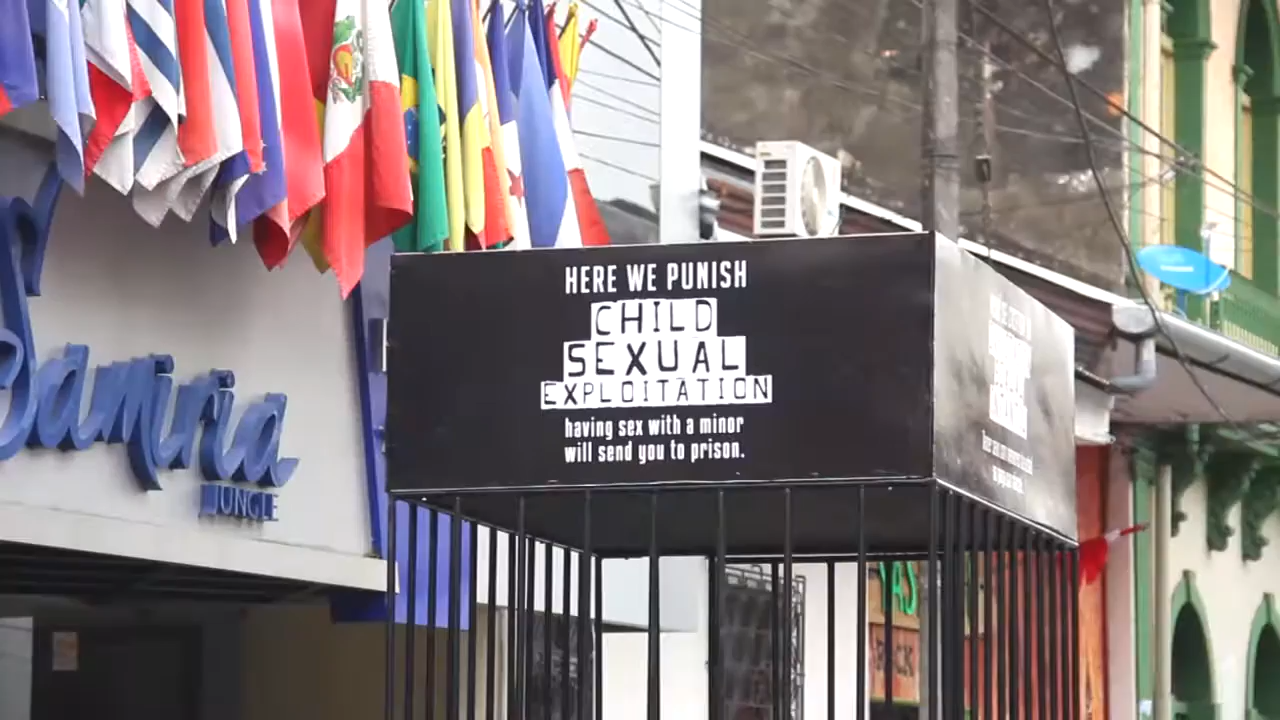 HERE WE PUNISH
CHILD
SEXUAL
EXPLOITATION
having sex with a minor
will send you to prison.
Samiria
JUNGLE